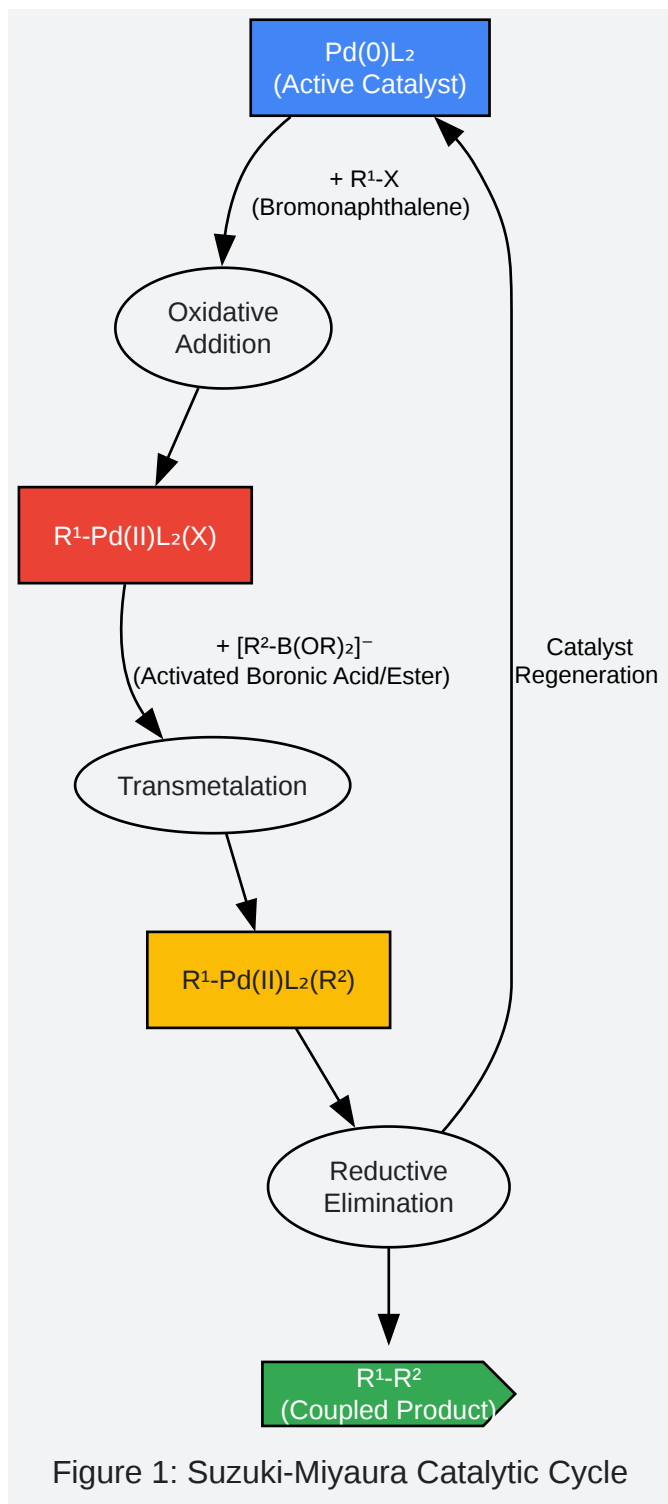 Pd(0)L₂
(Active Catalyst)
+ R¹-X
(Bromonaphthalene)
Oxidative
Addition
R¹-Pd(II)L₂(X)
+ [R²-B(OR)₂]⁻
(Activated Boronic Acid/Ester)
Catalyst
Regeneration
Transmetalation
R¹-Pd(II)L₂(R²)
Reductive
Elimination
R¹-R²
(Coupled Product)
Figure 1: Suzuki-Miyaura Catalytic Cycle